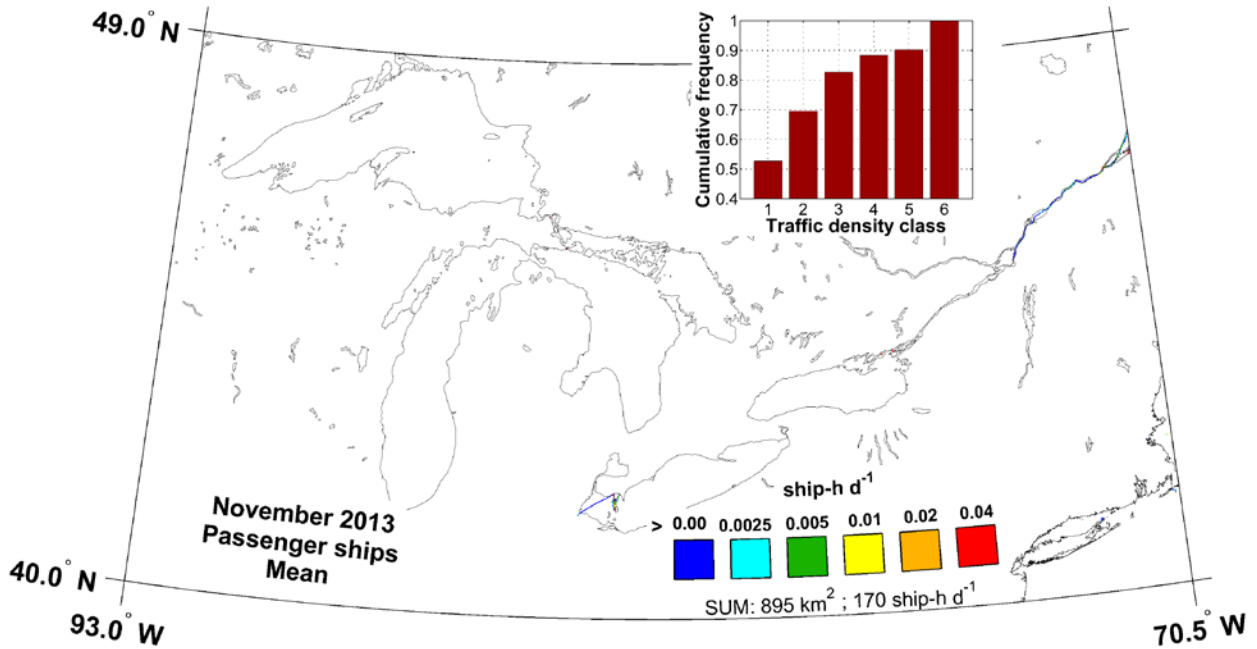 49.0° N
1
0.9
0.8
0.7
0.6
0.5
0.4
Cumulative frequency
1 2 3 4 5 6
Traffic density class
November 2013
Passenger ships
Mean
ship-h d⁻¹
> 0.00 0.0025 0.005 0.01 0.02 0.04
SUM: 895 km² ; 170 ship-h d⁻¹
40.0° N
93.0° W
70.5° W